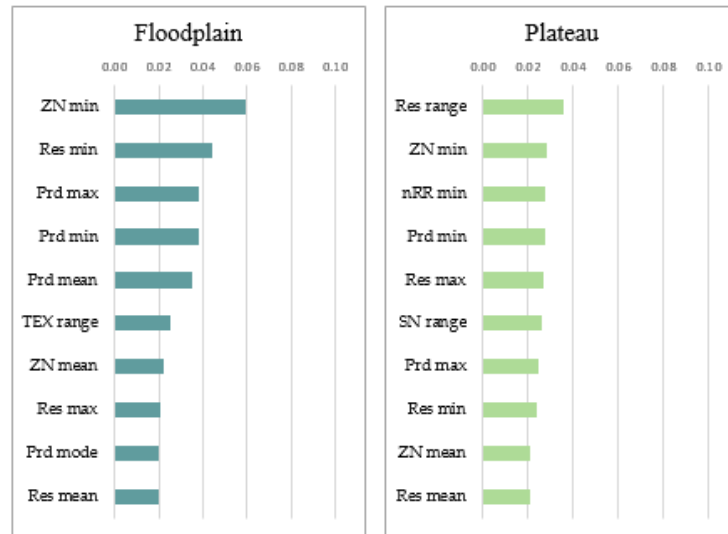 Floodplain
0.00 0.02 0.04 0.06 0.08 0.10
ZN min
Res min
Prd max
Prd min
Prd mean
TEX range
ZN mean
Res max
Prd mode
Res mean
Plateau
0.00 0.02 0.04 0.06 0.08 0.10
Res range
ZN min
nRR min
Prd min
Res max
SN range
Prd max
Res min
ZN mean
Res mean